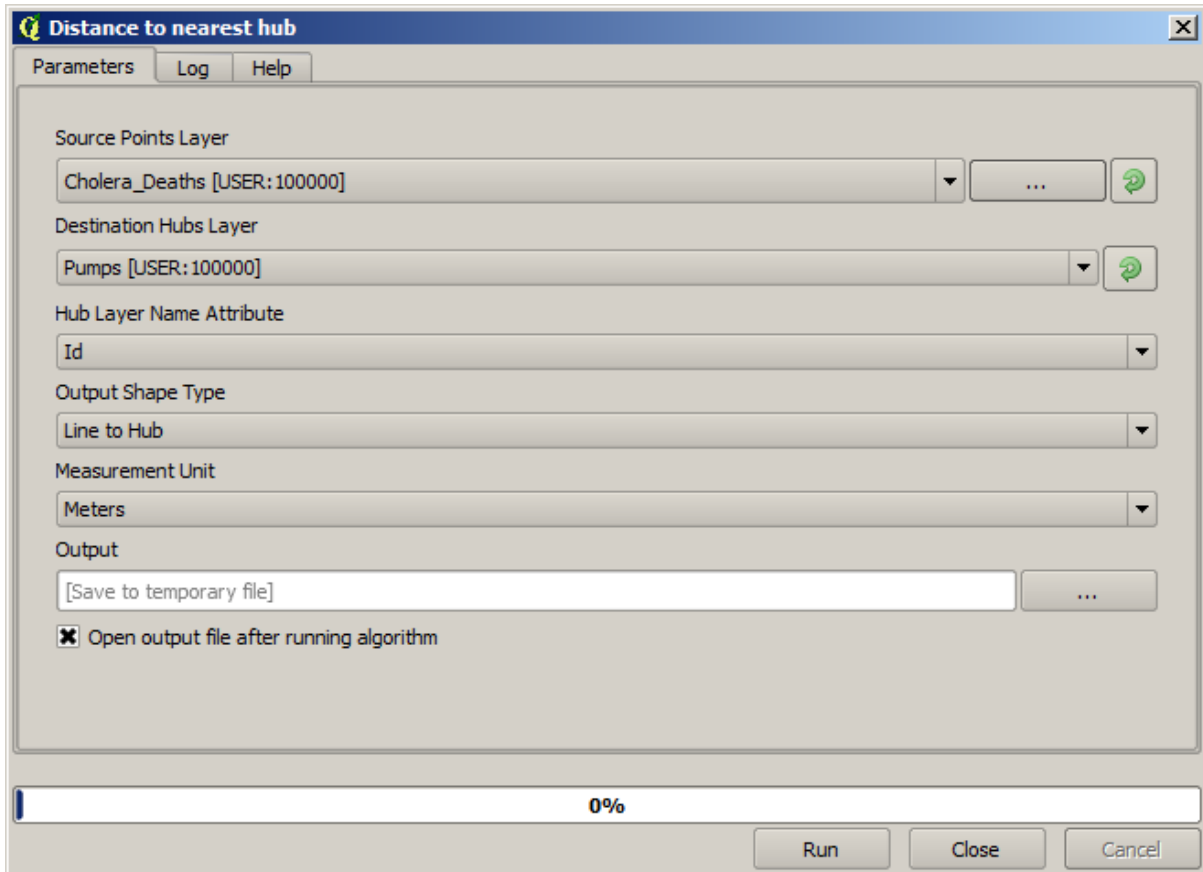 Distance to nearest hub
Parameters Log Help
Source Points Layer
Cholera_Deaths [USER:100000] ...
Destination Hubs Layer
Pumps [USER:100000]
Hub Layer Name Attribute
Id
Output Shape Type
Line to Hub
Measurement Unit
Meters
Output
[Save to temporary file] ...
Open output file after running algorithm
0%
Run Close Cancel